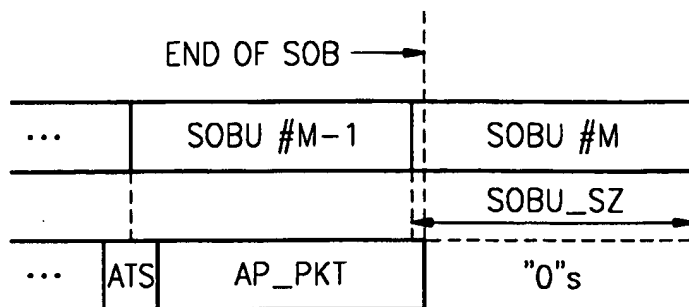 END OF SOB
... SOBU #M-1 SOBU #M
SOBU_SZ
... ATS AP_PKT "0"s